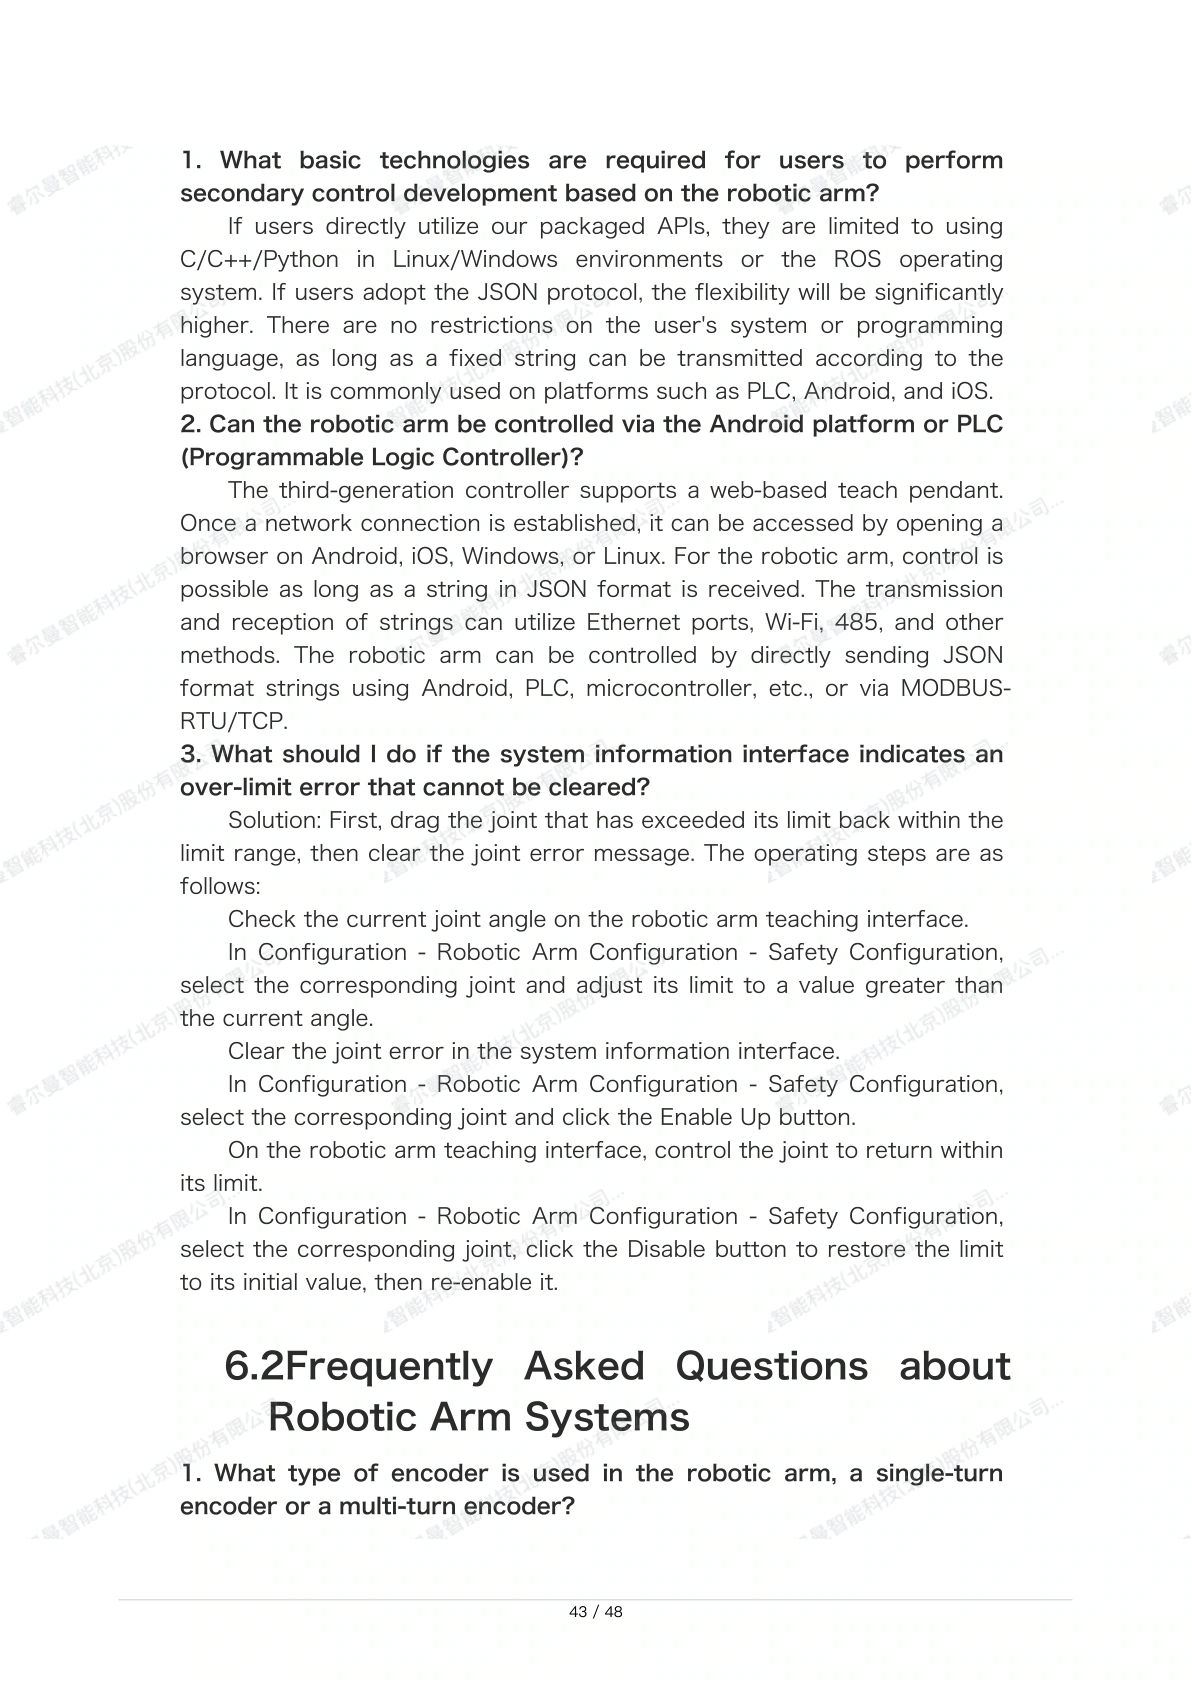 1. What basic technologies are required for users to perform
secondary control development based on the robotic arm?
If users directly utilize our packaged APIs, they are limited to using
C/C++/Python in Linux/Windows environments or the ROS operating
system. If users adopt the JSON protocol, the flexibility will be significantly
higher. There are no restrictions on the user's system or programming
language, as long as a fixed string can be transmitted according to the
protocol. It is commonly used on platforms such as PLC, Android, and iOS.
2. Can the robotic arm be controlled via the Android platform or PLC
(Programmable Logic Controller)?
The third-generation controller supports a web-based teach pendant.
Once a network connection is established, it can be accessed by opening a
browser on Android, iOS, Windows, or Linux. For the robotic arm, control is
possible as long as a string in JSON format is received. The transmission
and reception of strings can utilize Ethernet ports, Wi-Fi, 485, and other
methods. The robotic arm can be controlled by directly sending JSON
format strings using Android, PLC, microcontroller, etc., or via MODBUS-
RTU/TCP.
3. What should I do if the system information interface indicates an
over-limit error that cannot be cleared?
Solution: First, drag the joint that has exceeded its limit back within the
limit range, then clear the joint error message. The operating steps are as
follows:
Check the current joint angle on the robotic arm teaching interface.
In Configuration - Robotic Arm Configuration - Safety Configuration,
select the corresponding joint and adjust its limit to a value greater than
the current angle.
Clear the joint error in the system information interface.
In Configuration - Robotic Arm Configuration - Safety Configuration,
select the corresponding joint and click the Enable Up button.
On the robotic arm teaching interface, control the joint to return within
its limit.
In Configuration - Robotic Arm Configuration - Safety Configuration,
select the corresponding joint, click the Disable button to restore the limit
to its initial value, then re-enable it.
6.2Frequently Asked Questions about
Robotic Arm Systems
1. What type of encoder is used in the robotic arm, a single-turn
encoder or a multi-turn encoder?
43 / 48
睿尔曼智能科技(北京)股份有限公司...